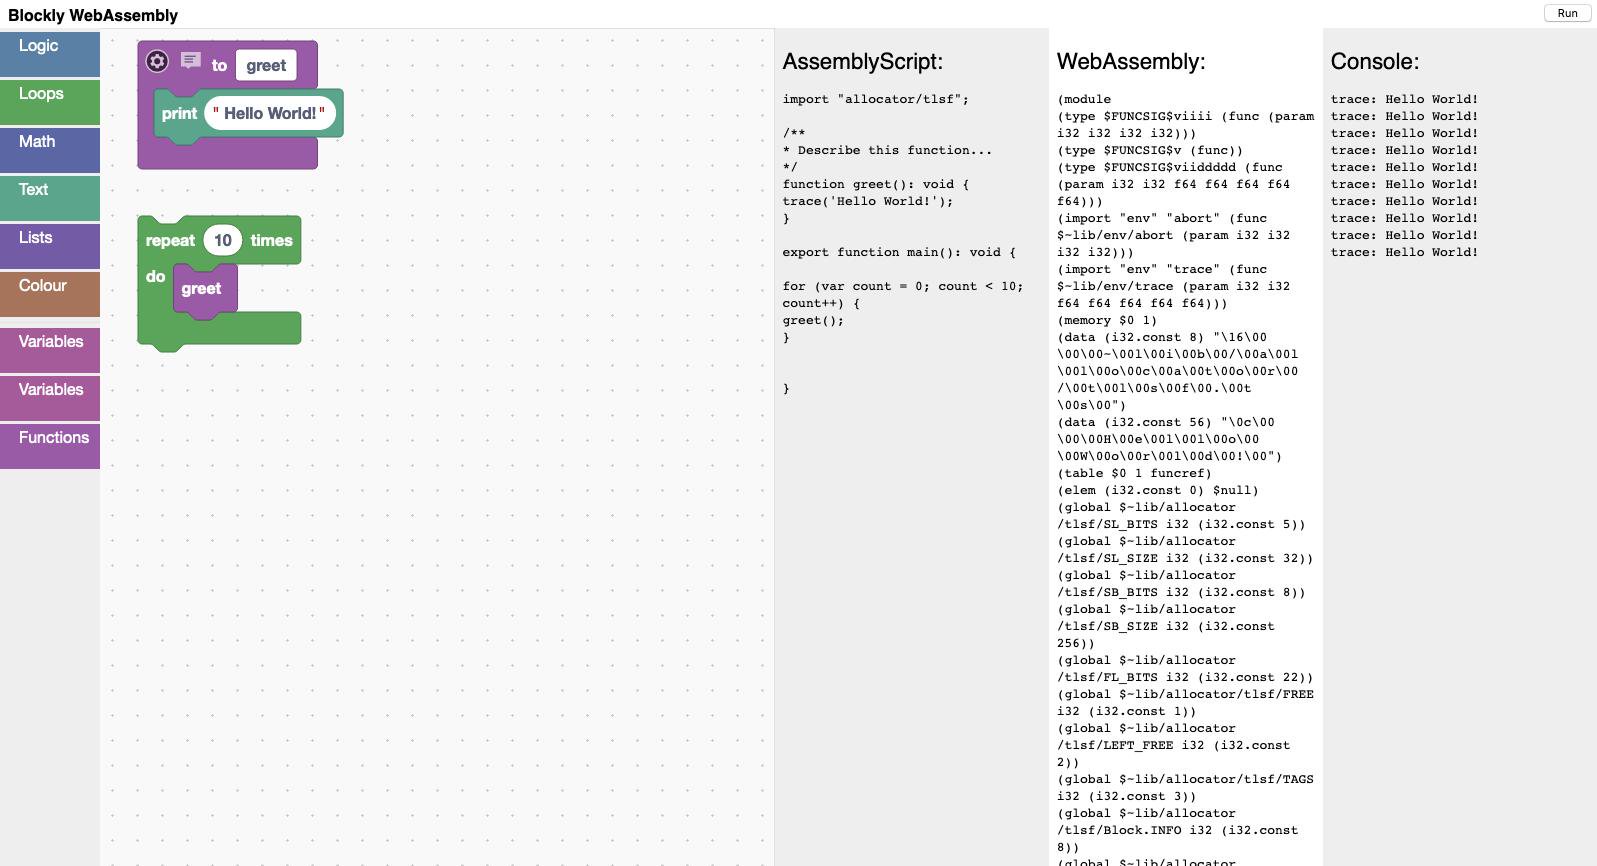 Blockly WebAssembly
Run
Logic
Loops
Math
Text
Lists
Colour
Variables
Variables
Functions
to greet
print " Hello World! "
repeat 10 times
do
greet
AssemblyScript:
import "allocator/tlsf";
/**
* Describe this function...
*/
function greet(): void {
trace('Hello World!');
}
export function main(): void {
for (var count = 0; count < 10;
count++) {
greet();
}
}
WebAssembly:
(module
(type $FUNCSIG$viiii (func (param
i32 i32 i32 i32)))
(type $FUNCSIG$v (func))
(type $FUNCSIG$viiddddd (func
(param i32 i32 f64 f64 f64 f64
f64)))
(import "env" "abort" (func
$~lib/env/abort (param i32 i32
i32 i32)))
(import "env" "trace" (func
$~lib/env/trace (param i32 i32
f64 f64 f64 f64 f64)))
(memory $0 1)
(data (i32.const 8) "\16\00
\00\00~\00l\00i\00b\00/\00a\00l
\00l\00o\00c\00a\00t\00o\00r\00
/\00t\00l\00s\00f\00.\00t
\00s\00")
(data (i32.const 56) "\0c\00
\00\00H\00e\00l\00l\00o\00
\00W\00o\00r\00l\00d\00!\00")
(table $0 1 funcref)
(elem (i32.const 0) $null)
(global $~lib/allocator
/tlsf/SL_BITS i32 (i32.const 5))
(global $~lib/allocator
/tlsf/SL_SIZE i32 (i32.const 32))
(global $~lib/allocator
/tlsf/SB_BITS i32 (i32.const 8))
(global $~lib/allocator
/tlsf/SB_SIZE i32 (i32.const
256))
(global $~lib/allocator
/tlsf/FL_BITS i32 (i32.const 22))
(global $~lib/allocator/tlsf/FREE
i32 (i32.const 1))
(global $~lib/allocator
/tlsf/LEFT_FREE i32 (i32.const
2))
(global $~lib/allocator/tlsf/TAGS
i32 (i32.const 3))
(global $~lib/allocator
/tlsf/Block.INFO i32 (i32.const
8))
(global $~lib/allocator
Console:
trace: Hello World!
trace: Hello World!
trace: Hello World!
trace: Hello World!
trace: Hello World!
trace: Hello World!
trace: Hello World!
trace: Hello World!
trace: Hello World!
trace: Hello World!